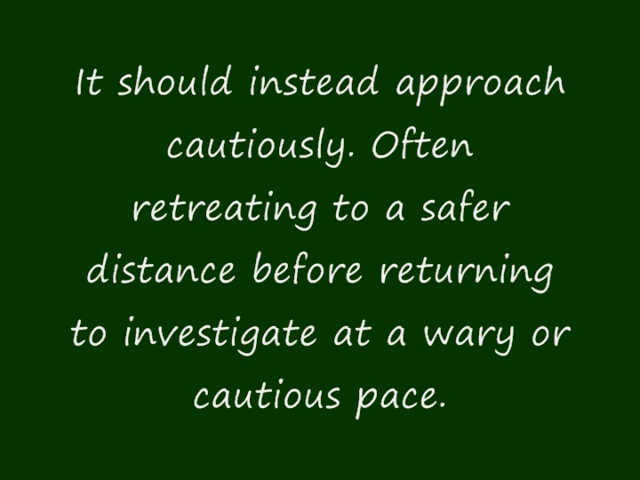 It should instead approach
cautiously. Often
retreating to a safer
distance before returning
to investigate at a wary or
cautious pace.